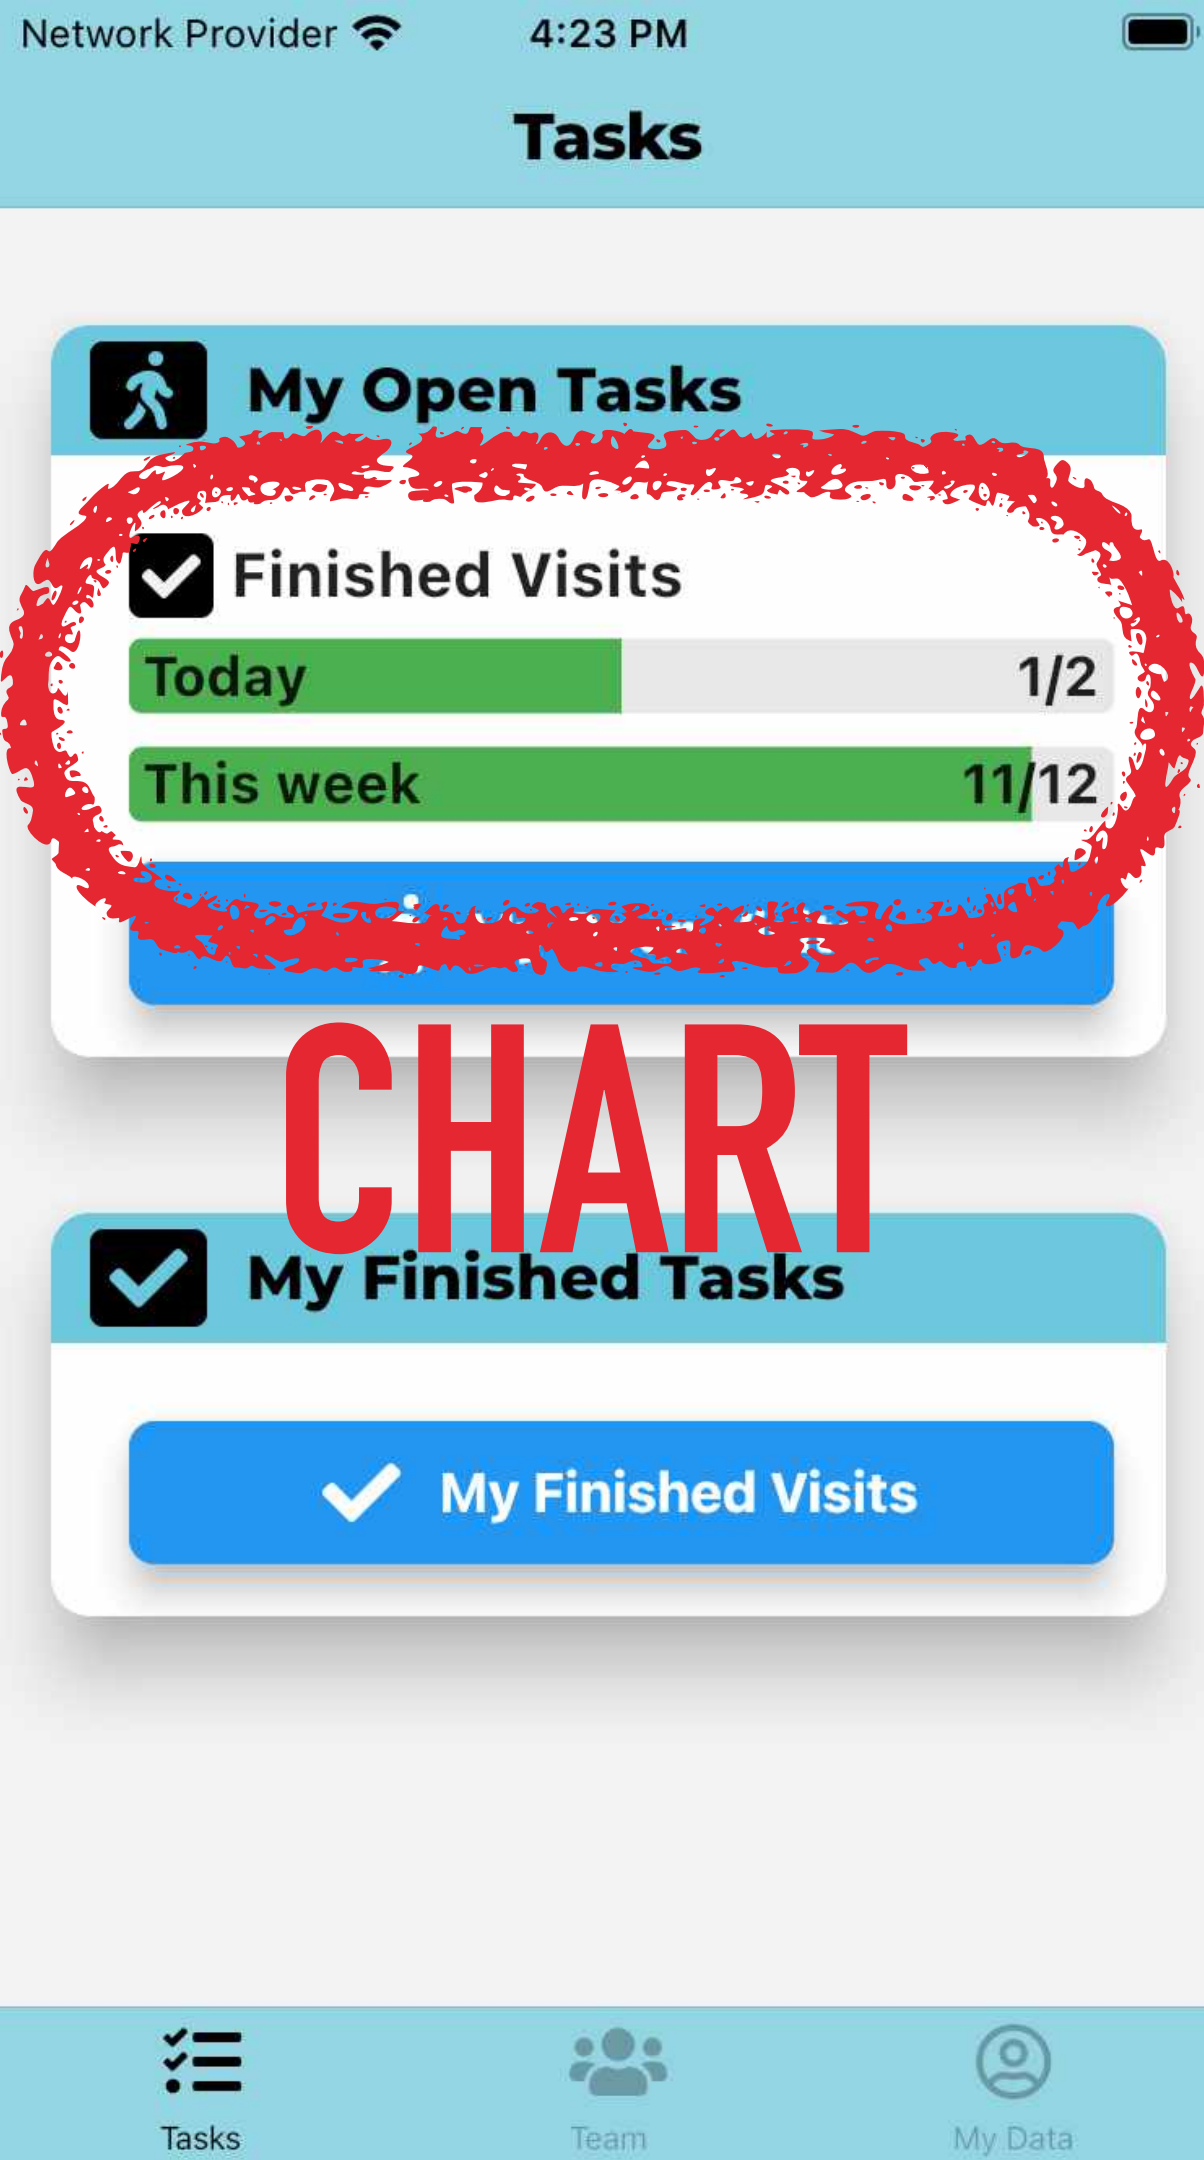 Network Provider 4:23 PM
Tasks
My Open Tasks
Finished Visits
Today 1/2
This week 11/12
CHART
My Finished Tasks
My Finished Visits
Tasks Team My Data